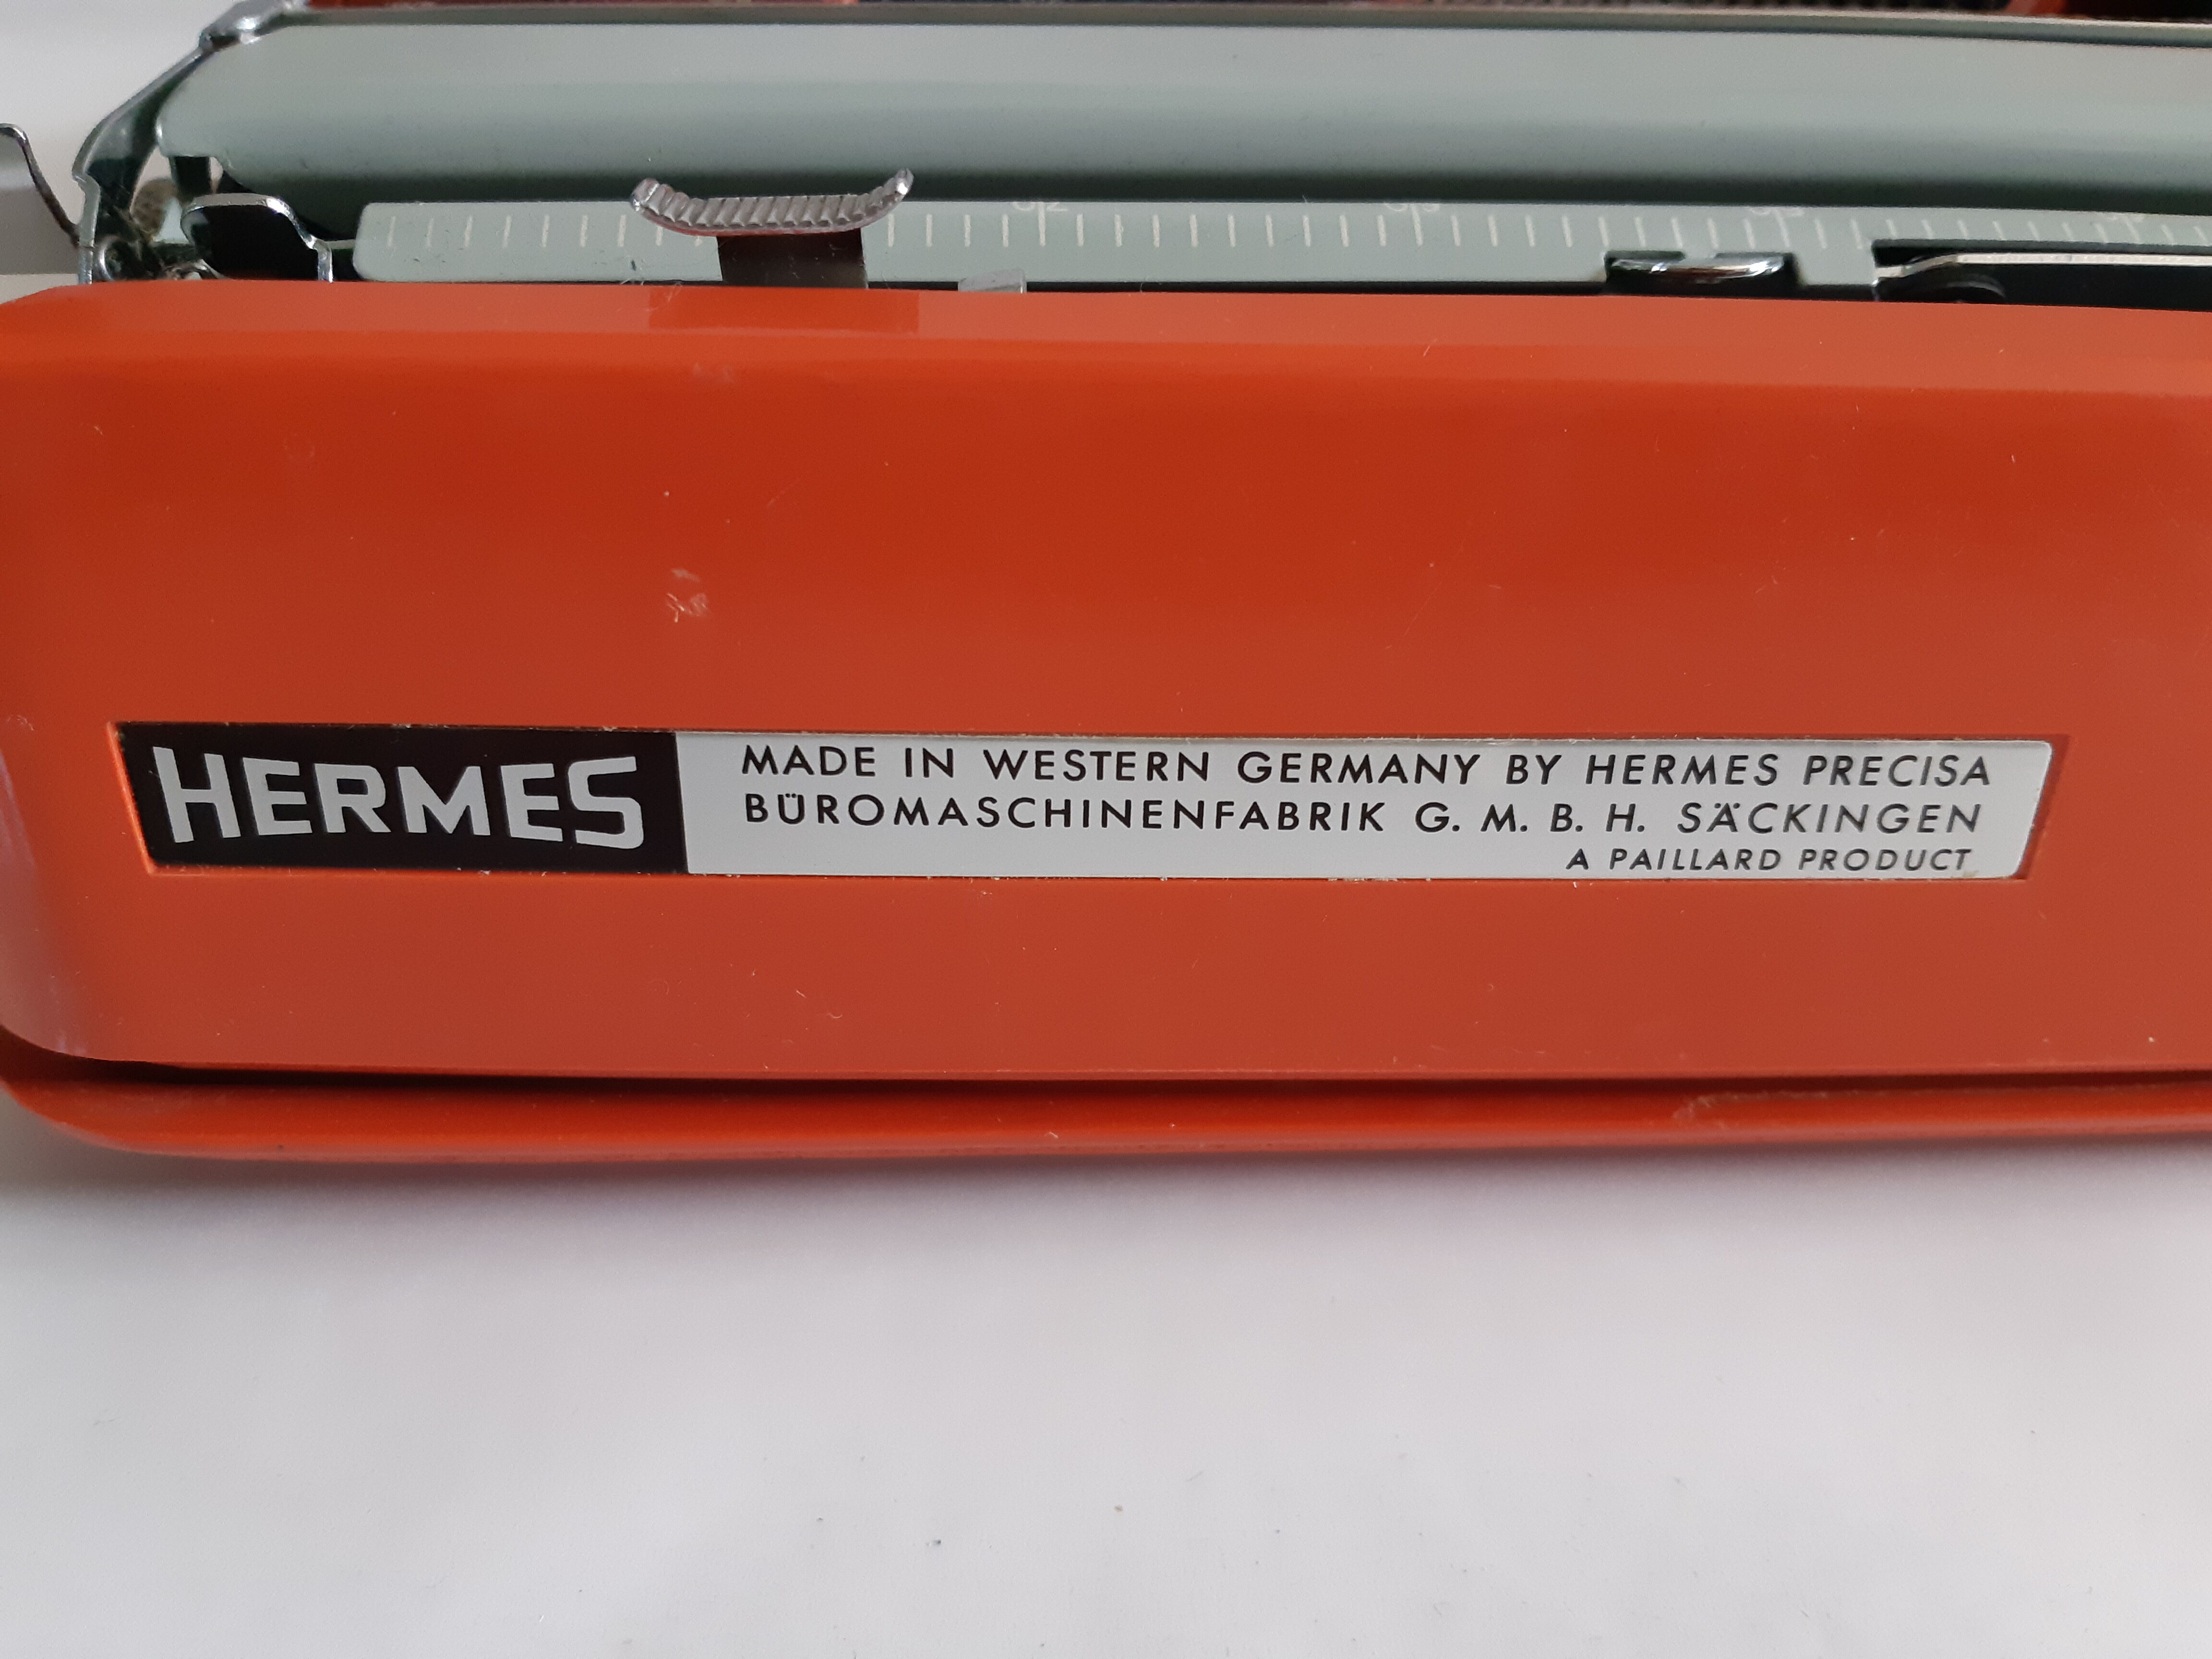 HERMES
MADE IN WESTERN GERMANY BY HERMES PRECISA
BÜROMASCHINENFABRIK G. M. B. H. SÄCKINGEN
A PAILLARD PRODUCT